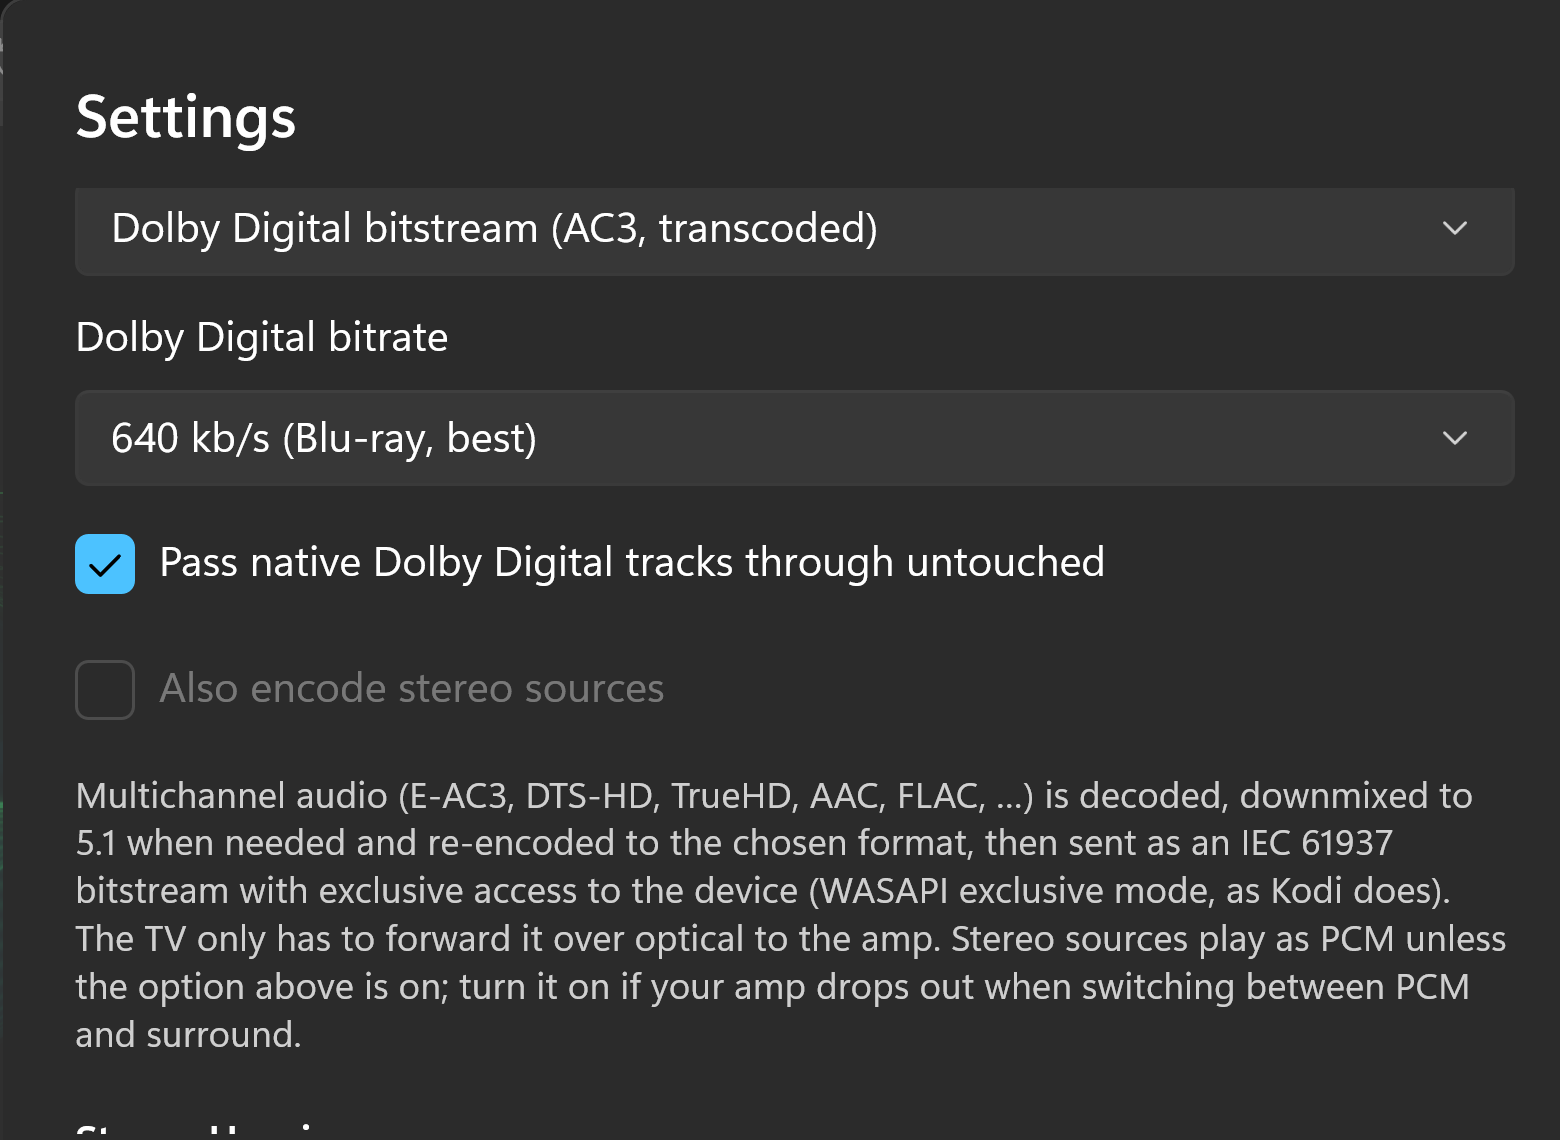 Settings
Dolby Digital bitstream (AC3, transcoded)
Dolby Digital bitrate
640 kb/s (Blu-ray, best)
Pass native Dolby Digital tracks through untouched
Also encode stereo sources
Multichannel audio (E-AC3, DTS-HD, TrueHD, AAC, FLAC, ...) is decoded, downmixed to
5.1 when needed and re-encoded to the chosen format, then sent as an IEC 61937
bitstream with exclusive access to the device (WASAPI exclusive mode, as Kodi does).
The TV only has to forward it over optical to the amp. Stereo sources play as PCM unless
the option above is on; turn it on if your amp drops out when switching between PCM
and surround.